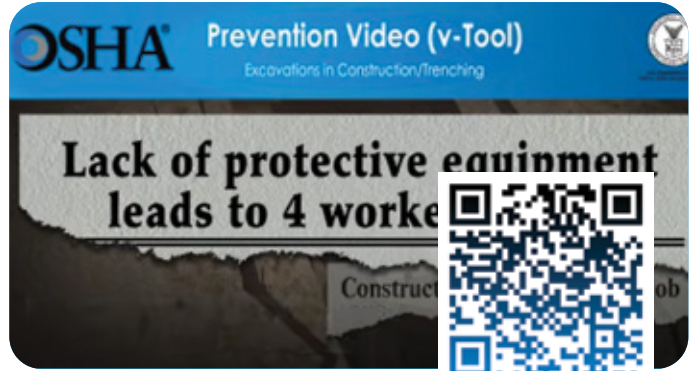 OSHA®
Prevention Video (v-Tool)
Excavations in Construction/Trenching
Lack of protective equipment
leads to 4 worke
Construct
ob